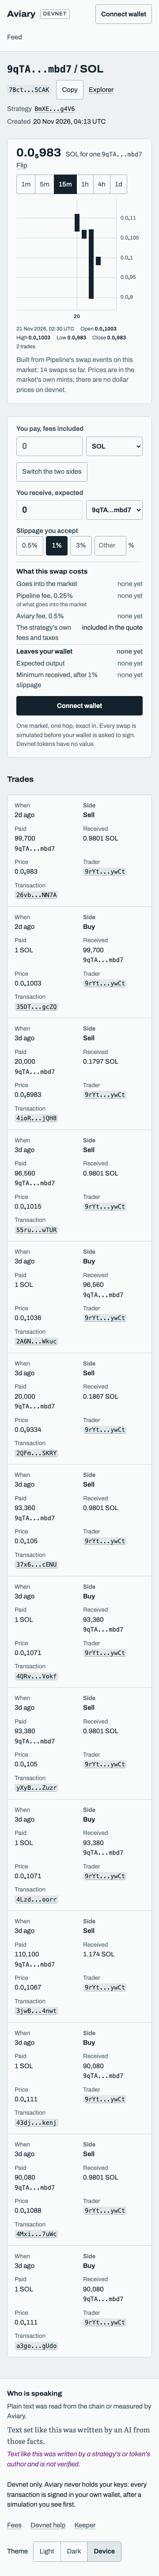 Aviary DEVNET Connect wallet
Feed
9qTA...mbd7 / SOL
7Bct...5CAK Copy Explorer
Strategy BmXE...g4V6
Created 20 Nov 2026, 04:13 UTC
0.0₅983 SOL for one 9qTA...mbd7
Flip
1m 5m 15m 1h 4h 1d
0.0₄11
0.0₄105
0.0₄1
0.0₅95
0.0₅9
20
21 Nov 2026, 02:30 UTC Open 0.0₄1003
High 0.0₄1003 Low 0.0₅983 Close 0.0₅983
2 trades
Built from Pipeline's swap events on this
market: 14 swaps so far. Prices are in the
market's own mints; there are no dollar
prices on devnet.
You pay, fees included
0 SOL
Switch the two sides
You receive, expected
0 9qTA...mbd7
Slippage you accept
0.5% 1% 3% Other %
What this swap costs
Goes into the market none yet
Pipeline fee, 0.25% none yet
of what goes into the market
Aviary fee, 0.5% none yet
The strategy's own included in the quote
fees and taxes
Leaves your wallet none yet
Expected output none yet
Minimum received, after 1% none yet
slippage
Connect wallet
One market, one hop, exact in. Every swap is
simulated before your wallet is asked to sign.
Devnet tokens have no value.
Trades
When Side
2d ago Sell
Paid Received
99,700 0.9801 SOL
9qTA...mbd7
Price Trader
0.0₅983 9rYt...ywCt
Transaction
26vb...NN7A
When Side
2d ago Buy
Paid Received
1 SOL 99,700
9qTA...mbd7
Price Trader
0.0₄1003 9rYt...ywCt
Transaction
35DT...gcZQ
When Side
3d ago Sell
Paid Received
20,000 0.1797 SOL
9qTA...mbd7
Price Trader
0.0₅8983 9rYt...ywCt
Transaction
4ioR...jQH8
When Side
3d ago Sell
Paid Received
96,560 0.9801 SOL
9qTA...mbd7
Price Trader
0.0₄1015 9rYt...ywCt
Transaction
55ru...wTUR
When Side
3d ago Buy
Paid Received
1 SOL 96,560
9qTA...mbd7
Price Trader
0.0₄1036 9rYt...ywCt
Transaction
2A6N...Wkuc
When Side
3d ago Sell
Paid Received
20,000 0.1867 SOL
9qTA...mbd7
Price Trader
0.0₅9334 9rYt...ywCt
Transaction
2QFm...SKRY
When Side
3d ago Sell
Paid Received
93,360 0.9801 SOL
9qTA...mbd7
Price Trader
0.0₄105 9rYt...ywCt
Transaction
37x6...cENU
When Side
3d ago Buy
Paid Received
1 SOL 93,360
9qTA...mbd7
Price Trader
0.0₄1071 9rYt...ywCt
Transaction
4QRv...Vokf
When Side
3d ago Sell
Paid Received
93,380 0.9801 SOL
9qTA...mbd7
Price Trader
0.0₄105 9rYt...ywCt
Transaction
yXyB...Zuzr
When Side
3d ago Buy
Paid Received
1 SOL 93,380
9qTA...mbd7
Price Trader
0.0₄1071 9rYt...ywCt
Transaction
4Lzd...oorr
When Side
3d ago Sell
Paid Received
110,100 1.174 SOL
9qTA...mbd7
Price Trader
0.0₄1067 9rYt...ywCt
Transaction
3jwB...4nwt
When Side
3d ago Buy
Paid Received
1 SOL 90,080
9qTA...mbd7
Price Trader
0.0₄111 9rYt...ywCt
Transaction
43dj...kenj
When Side
3d ago Sell
Paid Received
90,080 0.9801 SOL
9qTA...mbd7
Price Trader
0.0₄1088 9rYt...ywCt
Transaction
4Mxi...7uWc
When Side
3d ago Buy
Paid Received
1 SOL 90,080
9qTA...mbd7
Price Trader
0.0₄111 9rYt...ywCt
Transaction
a3go...gUdo
Who is speaking
Plain text was read from the chain or measured by
Aviary.
Text set like this was written by an AI from
those facts.
Text like this was written by a strategy's or token's
author and is not verified.
Devnet only. Aviary never holds your keys: every
transaction is signed in your own wallet, after a
simulation you see first.
Fees Devnet help Keeper
Theme Light Dark Device